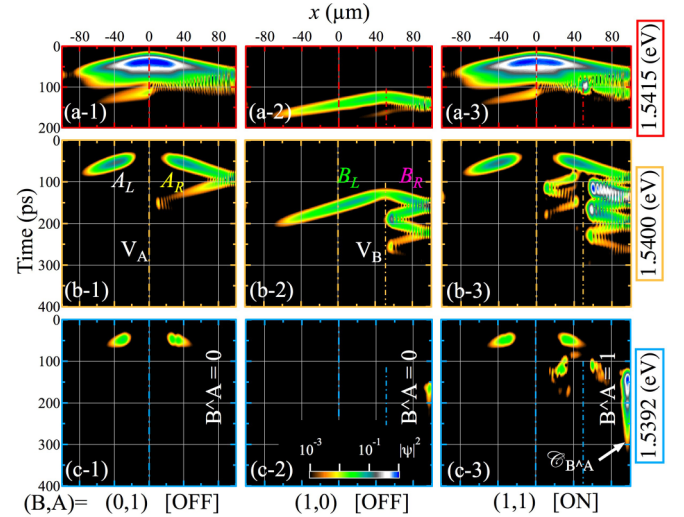 x (µm)
-80 -40 0 40 80 -80 -40 0 40 80 -80 -40 0 40 80
0
100
200
(a-1) (a-2) (a-3)
1.5415 (eV)
Time (ps)
0
100
200
300
400
A_L A_R
V_A
(b-1)
B_L B_R
V_B
(b-2)
(b-3)
1.5400 (eV)
0
100
200
300
400
B^A = 0
(c-1)
B^A = 0
10^{-3} 10^{-1} |ψ|^2
(c-2)
B^A = 1
𝒞_{B^A}
(c-3)
1.5392 (eV)
(B,A)= (0,1) [OFF] (1,0) [OFF] (1,1) [ON]